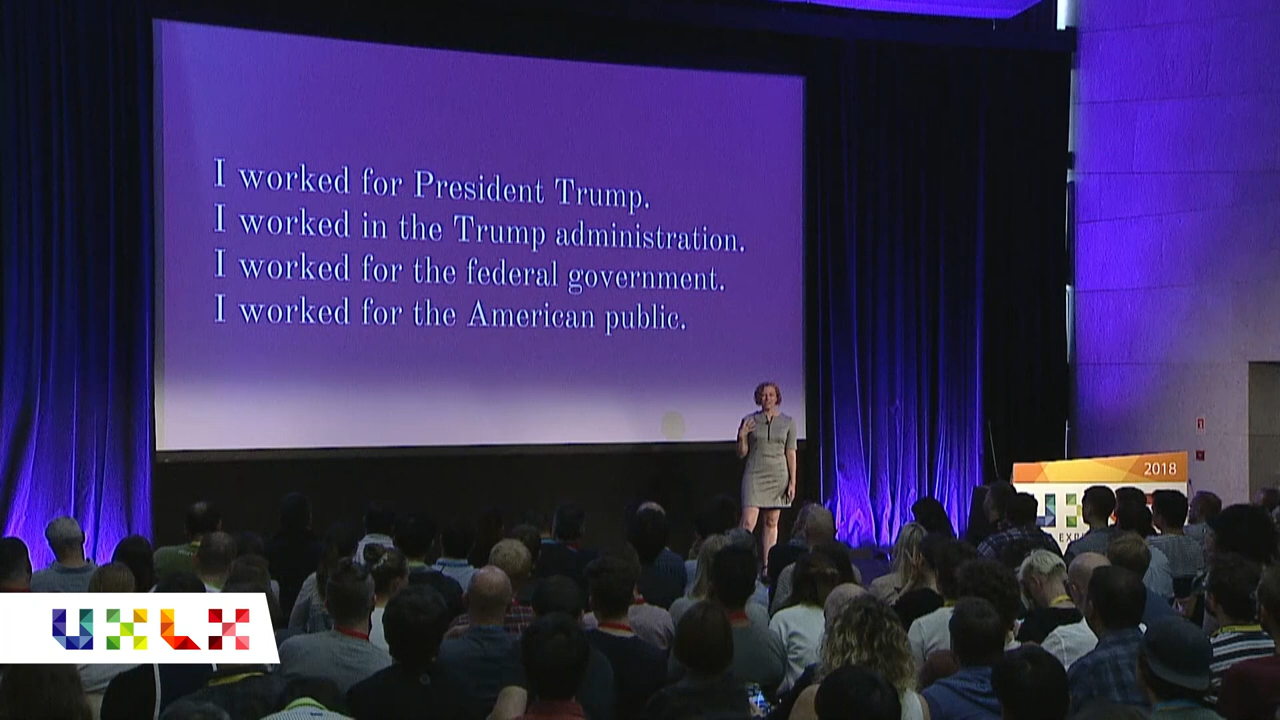 I worked for President Trump.
I worked in the Trump administration.
I worked for the federal government.
I worked for the American public.
2018
UXLX